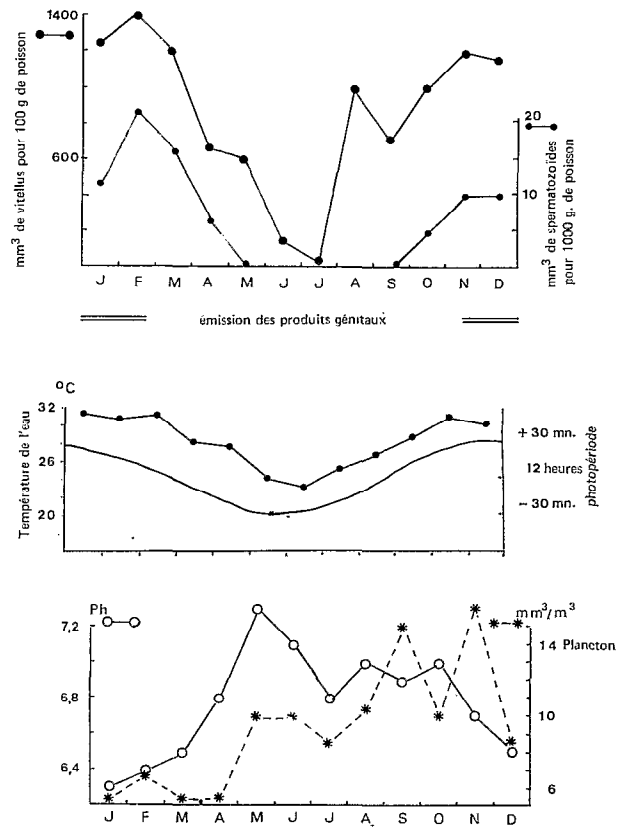 1400
600
mm³ de vitellus pour 100 g de poisson
20
10
mm³ de spermatozoïdes
pour 1000 g. de poisson
J F M A M J J A S O N D
émission des produits génitaux
°C
32
26
20
Température de l'eau
+ 30 mn.
12 heures
- 30 mn.
photopériode
Ph
7,2
6,8
6,4
mm³/m³
14 Plancton
10
6
J F M A M J J A S O N D